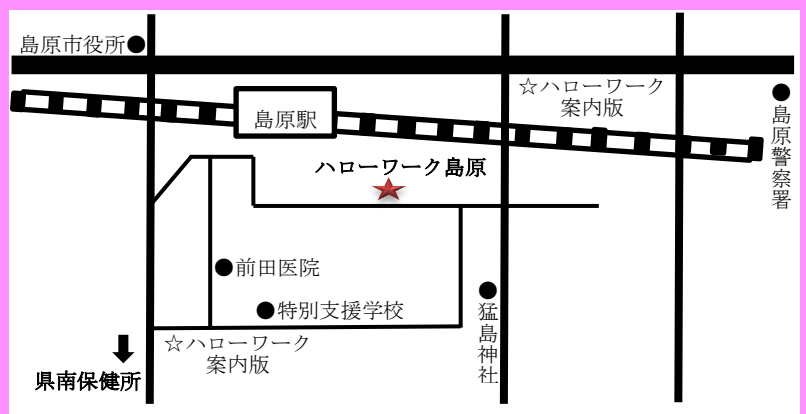 島原市役所●
☆ハローワーク
案内版
島原駅
●島原警察署
ハローワーク島原
●前田医院
●特別支援学校
●猛島神社
☆ハローワーク
案内版
県南保健所